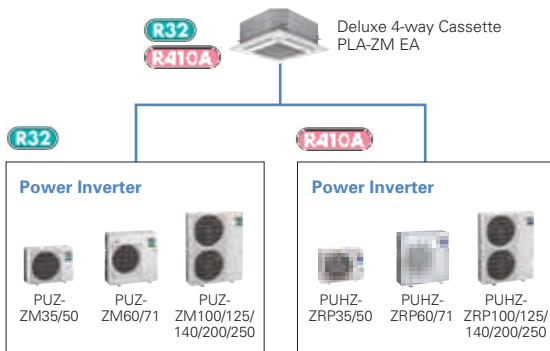 R32
R410A
Deluxe 4-way Cassette
PLA-ZM EA
R32
R410A
Power Inverter
PUZ-
ZM35/50
PUZ-
ZM60/71
PUZ-
ZM100/125/
140/200/250
Power Inverter
PUHZ-
ZRP35/50
PUHZ-
ZRP60/71
PUHZ-
ZRP100/125/
140/200/250